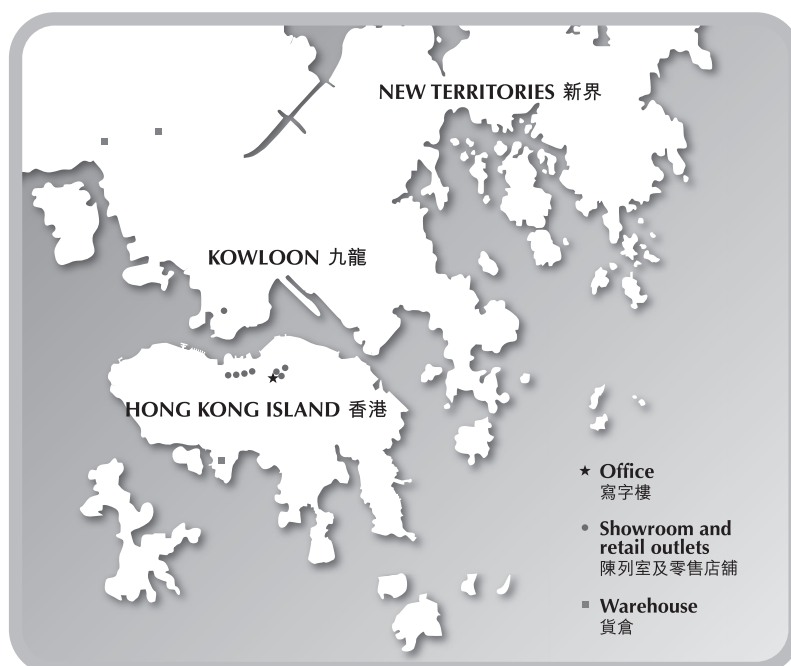 NEW TERRITORIES 新界
KOWLOON 九龍
HONG KONG ISLAND 香港
Office
寫字樓
Showroom and
retail outlets
陳列室及零售店舖
Warehouse
貨倉